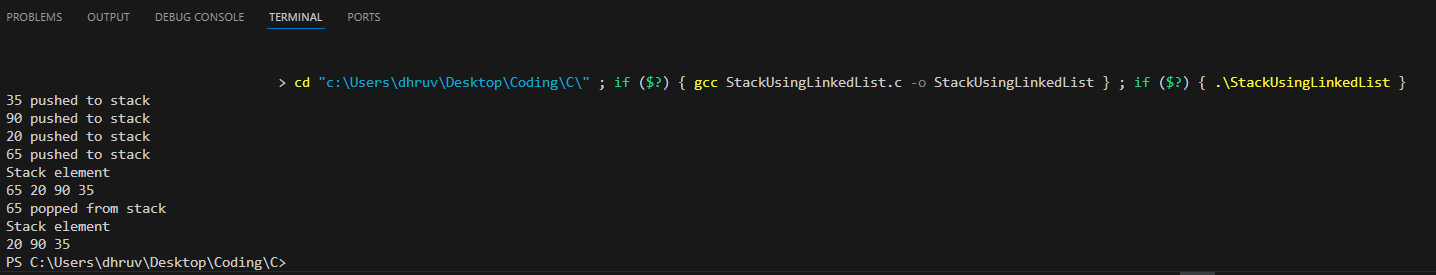 PROBLEMS OUTPUT DEBUG CONSOLE TERMINAL PORTS
> cd "c:\Users\dhruv\Desktop\Coding\C\" ; if ($?) { gcc StackUsingLinkedList.c -o StackUsingLinkedList } ; if ($?) { .\StackUsingLinkedList }
35 pushed to stack
90 pushed to stack
20 pushed to stack
65 pushed to stack
Stack element
65 20 90 35
65 popped from stack
Stack element
20 90 35
PS C:\Users\dhruv\Desktop\Coding\C>